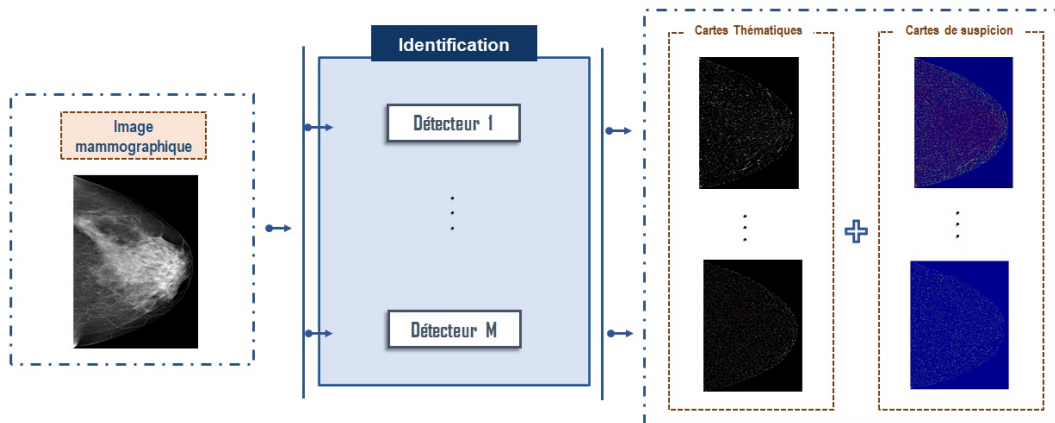 Image
mammographique
Identification
Détecteur 1
Détecteur M
Cartes Thématiques
Cartes de suspicion